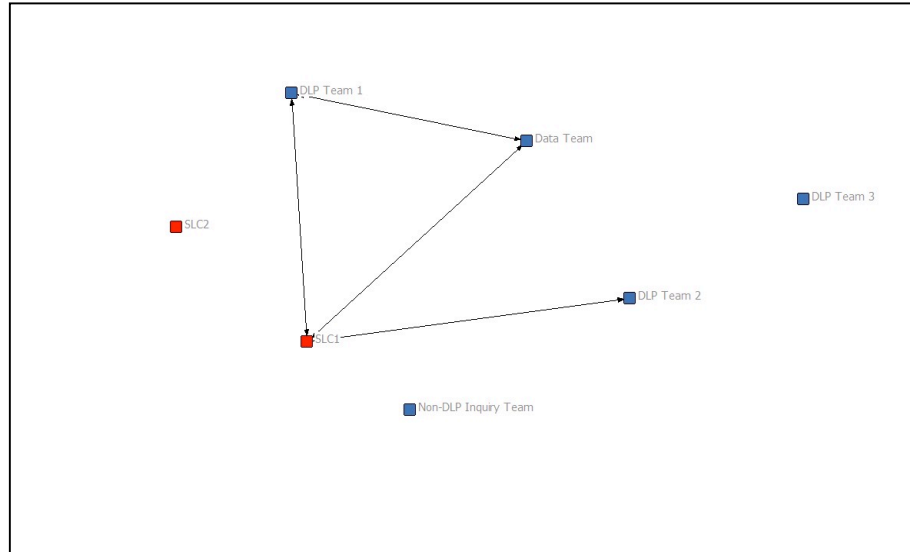 DLP Team 1
Data Team
DLP Team 3
SLC2
DLP Team 2
SLC1
Non-DLP Inquiry Team